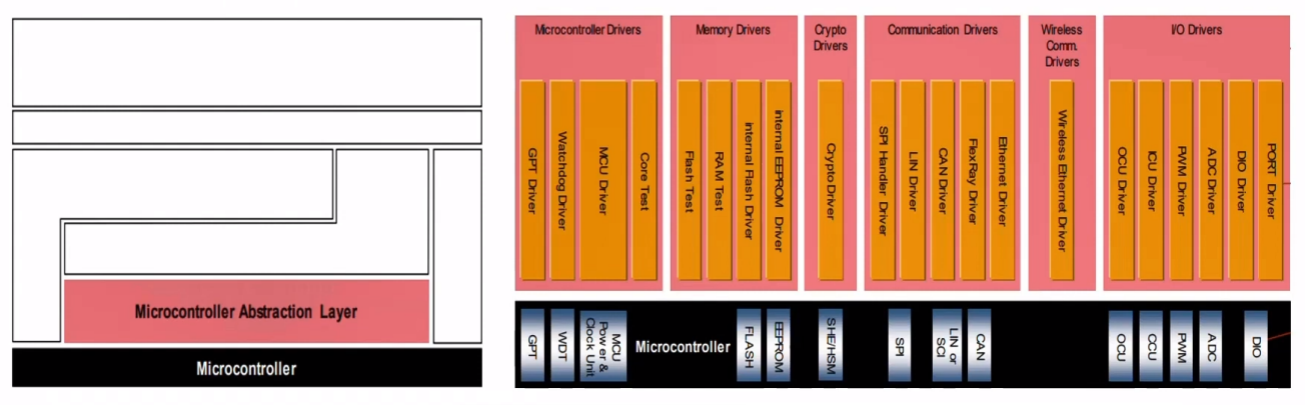 Microcontroller Abstraction Layer
Microcontroller
Microcontroller Drivers
GPT Driver
Watchdog Driver
MCU Driver
Core Test
Memory Drivers
Flash Test
RAM Test
internal Flash Driver
internal EEPROM Driver
Crypto
Drivers
Crypto Driver
Communication Drivers
SPI Handler Driver
LIN Driver
CAN Driver
FlexRay Driver
Ethernet Driver
Wireless
Comm.
Drivers
Wireless Ethernet Driver
I/O Drivers
OCU Driver
ICU Driver
PWM Driver
ADC Driver
DIO Driver
PORT Driver
GPT
WDT
MCU
Power &
Clock Unit
Microcontroller
FLASH
EEPROM
SHE/HSM
SPI
LIN or
SCI
CAN
OCU
CCU
PWM
ADC
DIO